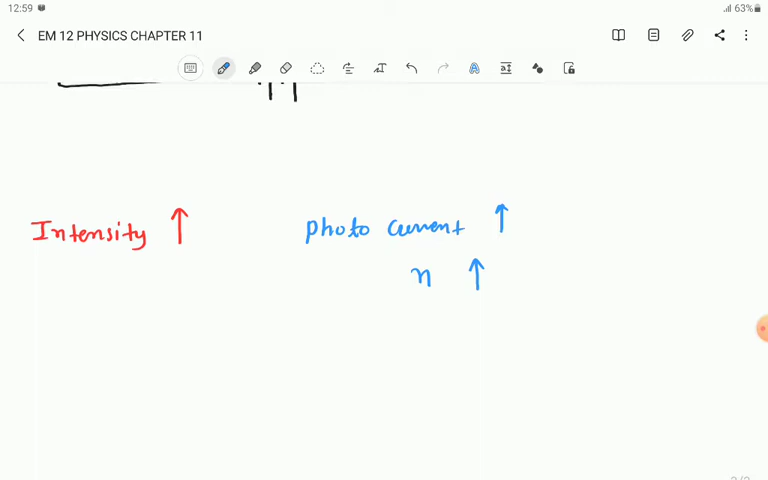 12:59 63%
EM 12 PHYSICS CHAPTER 11
Intensity ↑ photo current ↑
n ↑